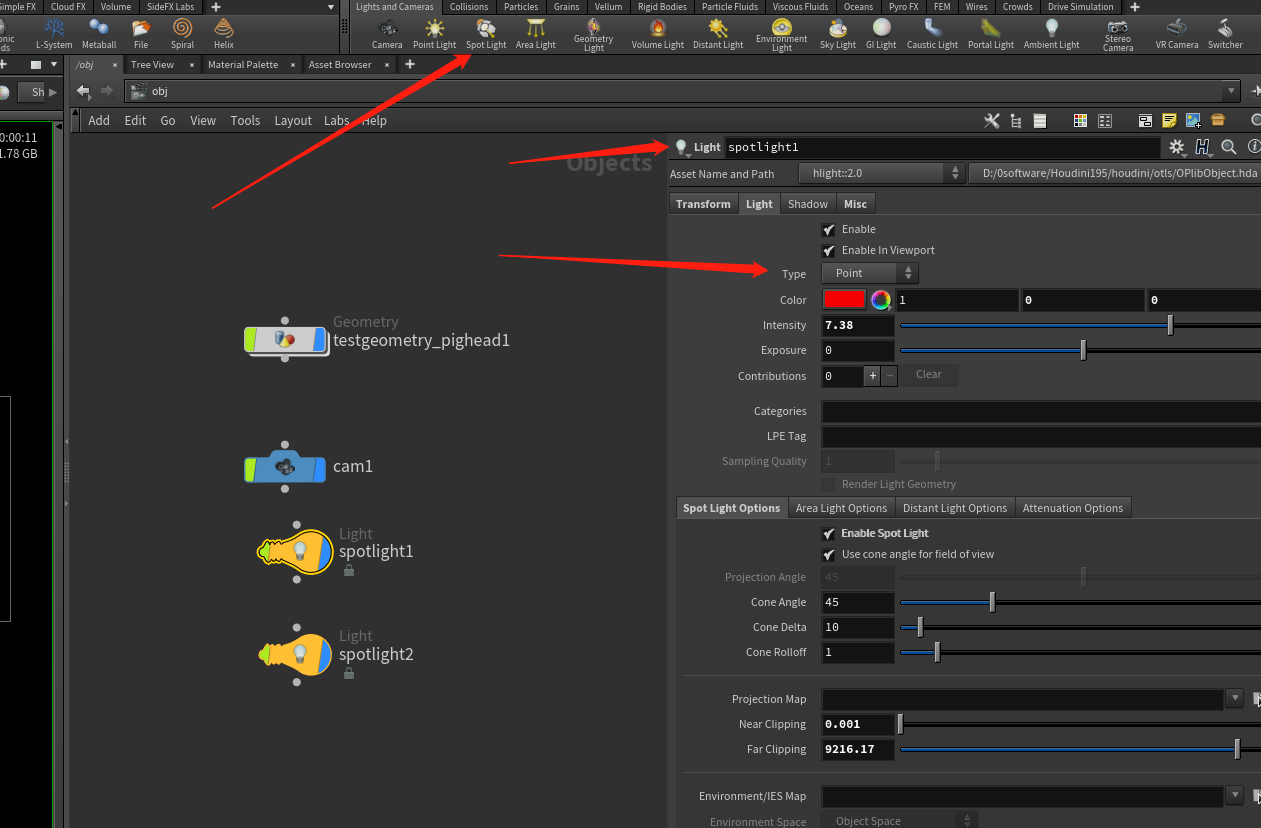 Simple FX Cloud FX Volume SideFX Labs + Lights and Cameras Collisions Particles Grains Vellum Rigid Bodies Particle Fluids Viscous Fluids Oceans Pyro FX FEM Wires Crowds Drive Simulation +
L-System Metaball File Spiral Helix Camera Point Light Spot Light Area Light Geometry Light Volume Light Distant Light Environment Light Sky Light GI Light Caustic Light Portal Light Ambient Light Stereo Camera VR Camera Switcher
/obj × Tree View × Material Palette × Asset Browser × +
Sh obj
Add Edit Go View Tools Layout Labs Help
0:00:11
1.78 GB
Objects
Light spotlight1
Asset Name and Path hlight::2.0 D:/0software/Houdini195/houdini/otls/OPlibObject.hda
Transform Light Shadow Misc
Enable
Enable In Viewport
Type Point
Color 1 0 0
Intensity 7.38
Exposure 0
Contributions 0 + − Clear
Categories
LPE Tag
Sampling Quality 1
Render Light Geometry
Spot Light Options Area Light Options Distant Light Options Attenuation Options
Enable Spot Light
Use cone angle for field of view
Projection Angle 45
Cone Angle 45
Cone Delta 10
Cone Rolloff 1
Projection Map
Near Clipping 0.001
Far Clipping 9216.17
Environment/IES Map
Environment Space Object Space
Geometry
testgeometry_pighead1
cam1
Light
spotlight1
Light
spotlight2